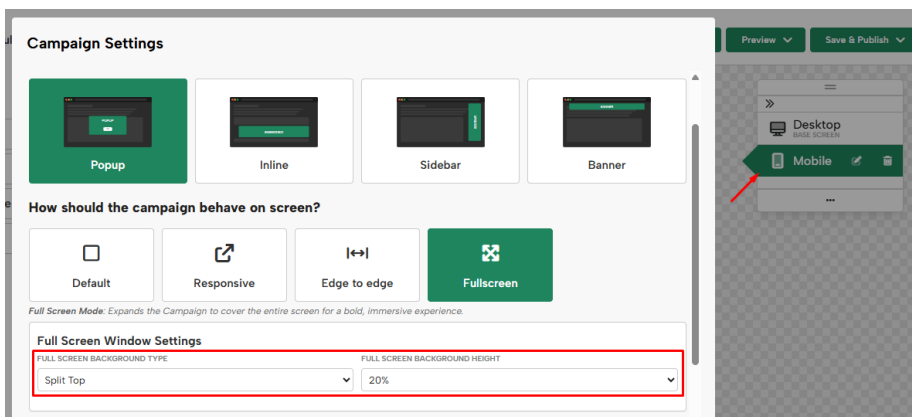 Campaign Settings
Preview
Save & Publish
Desktop
BASE SCREEN
Mobile
Popup
Inline
Sidebar
Banner
How should the campaign behave on screen?
Default
Responsive
Edge to edge
Fullscreen
Full Screen Mode: Expands the Campaign to cover the entire screen for a bold, immersive experience.
Full Screen Window Settings
FULL SCREEN BACKGROUND TYPE
FULL SCREEN BACKGROUND HEIGHT
Split Top
20%